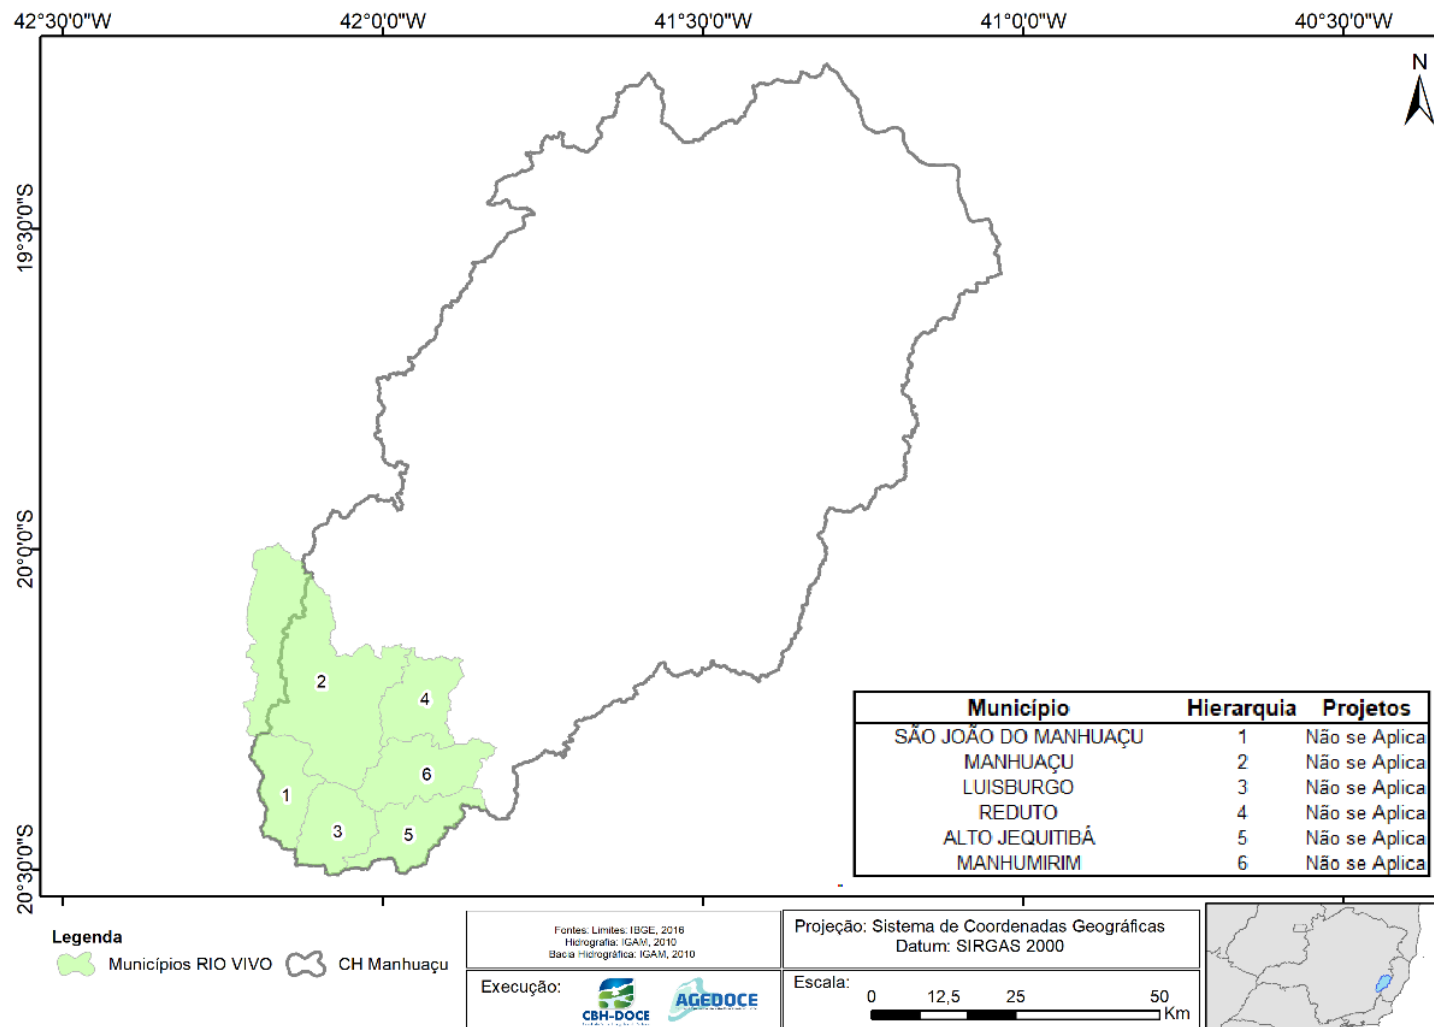 42°30'0"W 42°0'0"W 41°30'0"W 41°0'0"W 40°30'0"W
N
19°30'0"S
20°0'0"S
20°30'0"S
2
4
6
1
3
5
Município Hierarquia Projetos
SÃO JOÃO DO MANHUAÇU 1 Não se Aplica
MANHUAÇU 2 Não se Aplica
LUISBURGO 3 Não se Aplica
REDUTO 4 Não se Aplica
ALTO JEQUITIBÁ 5 Não se Aplica
MANHUMIRIM 6 Não se Aplica
Legenda
Municípios RIO VIVO CH Manhuaçu
Fontes: Limites: IBGE, 2016
Hidrografia: IGAM, 2010
Bacia Hidrográfica: IGAM, 2010
Execução:
CBH-DOCE
AGEDOCE
Projeção: Sistema de Coordenadas Geográficas
Datum: SIRGAS 2000
Escala:
0 12,5 25 50
Km